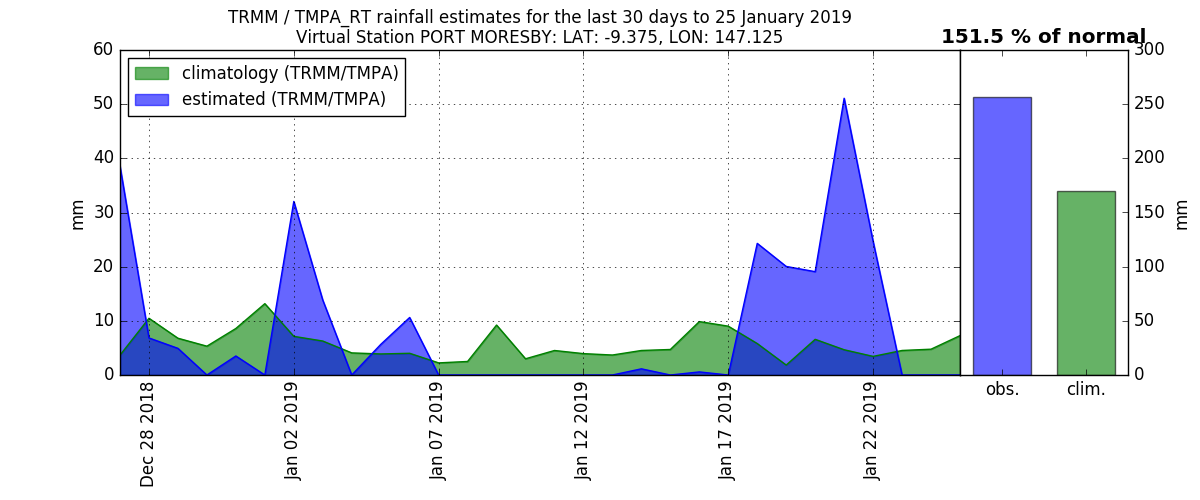 TRMM / TMPA_RT rainfall estimates for the last 30 days to 25 January 2019
Virtual Station PORT MORESBY: LAT: -9.375, LON: 147.125
151.5 % of normal
climatology (TRMM/TMPA)
estimated (TRMM/TMPA)
60
50
40
30
20
10
0
mm
Dec 28 2018
Jan 02 2019
Jan 07 2019
Jan 12 2019
Jan 17 2019
Jan 22 2019
obs.
clim.
300
250
200
150
100
50
0
mm